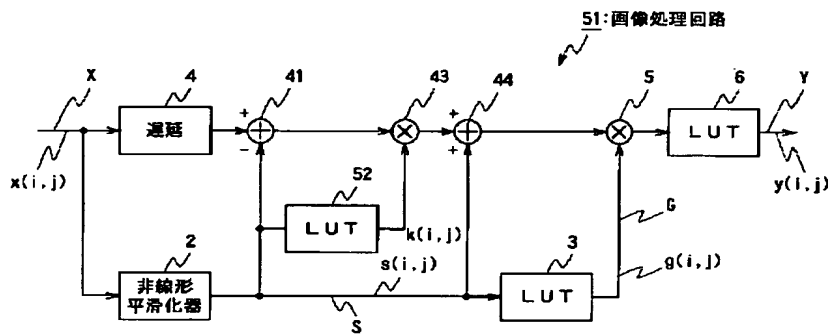 51:画像処理回路
X
4
41
43
44
5
6
Y
遅延
+
-
+
+
LUT
x(i,j)
y(i,j)
52
LUT
k(i,j)
G
2
s(i,j)
3
g(i,j)
非線形
平滑化器
LUT
S